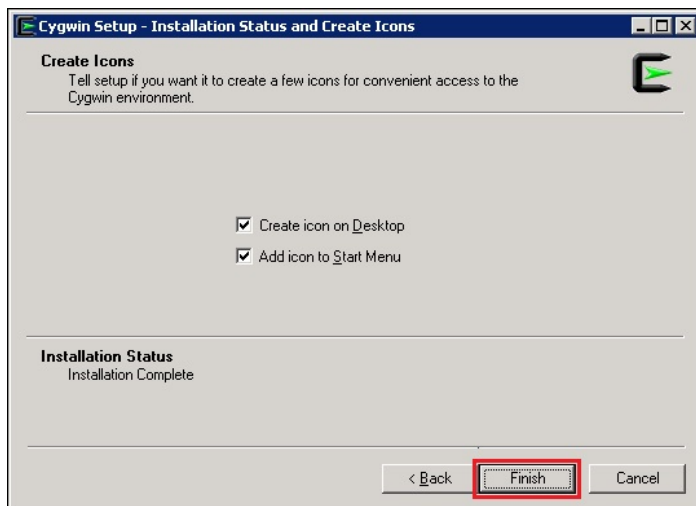 Cygwin Setup - Installation Status and Create Icons
Create Icons
Tell setup if you want it to create a few icons for convenient access to the
Cygwin environment.
Create icon on Desktop
Add icon to Start Menu
Installation Status
Installation Complete
< Back Finish Cancel